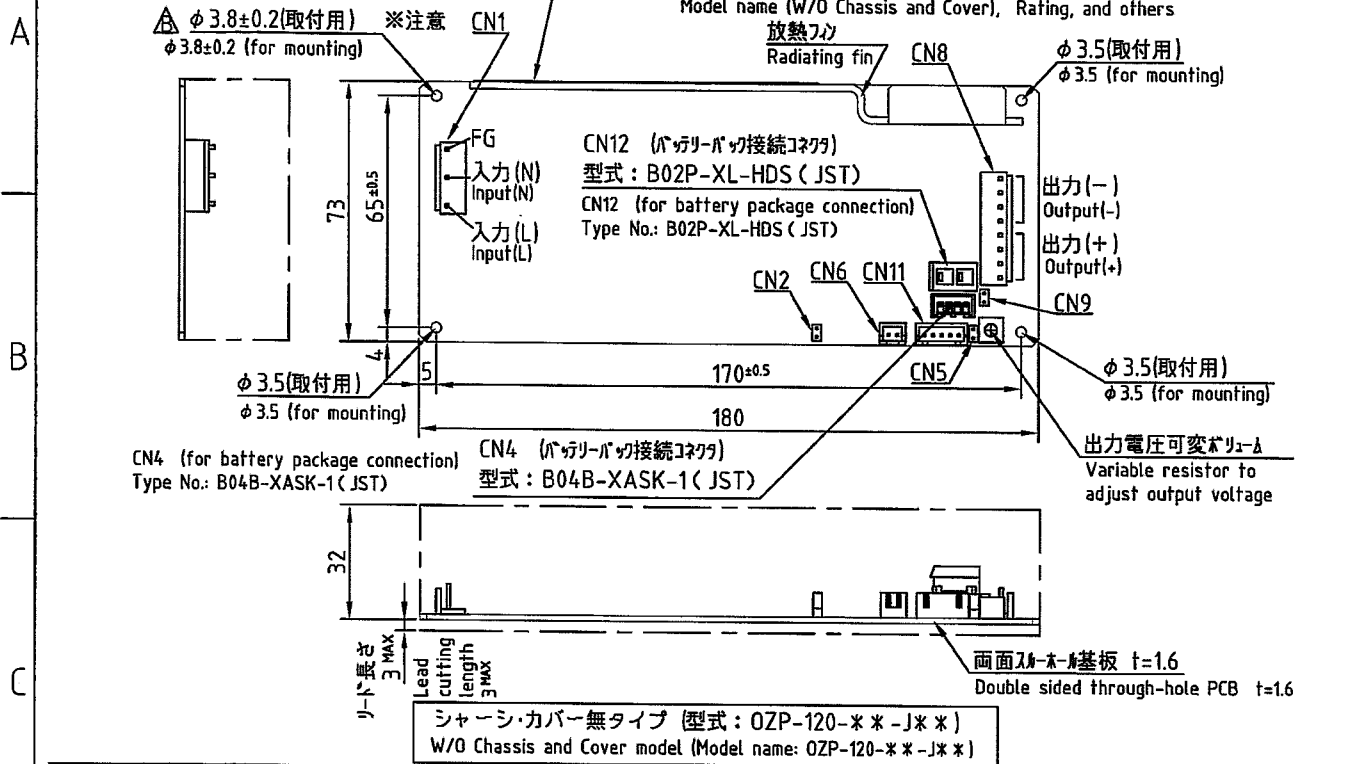 Model name (W/O Chassis and Cover), Rating, and others
A
B
φ3.8±0.2(取付用) ※注意
φ3.8±0.2 (for mounting)
CN1
放熱フィン
Radiating fin
CN8
φ3.5(取付用)
φ3.5 (for mounting)
FG
入力(N)
Input(N)
入力(L)
Input(L)
CN12 (バッテリーパック接続コネクタ)
型式:B02P-XL-HDS(JST)
CN12 (for battery package connection)
Type No.: B02P-XL-HDS(JST)
出力(-)
Output(-)
出力(+)
Output(+)
73
65±0.5
CN2
CN6
CN11
CN9
B
4
5
170±0.5
CN5
180
φ3.5(取付用)
φ3.5 (for mounting)
φ3.5(取付用)
φ3.5 (for mounting)
CN4 (for battery package connection)
Type No.: B04B-XASK-1(JST)
CN4 (バッテリーパック接続コネクタ)
型式:B04B-XASK-1(JST)
出力電圧可変ボリューム
Variable resistor to
adjust output voltage
32
C
リード長さ
3 MAX
Lead
cutting
length
3 MAX
両面スルーホール基板 t=1.6
Double sided through-hole PCB t=1.6
シャーシ・カバー無タイプ (型式:OZP-120-**-J**)
W/O Chassis and Cover model (Model name: OZP-120-**-J**)